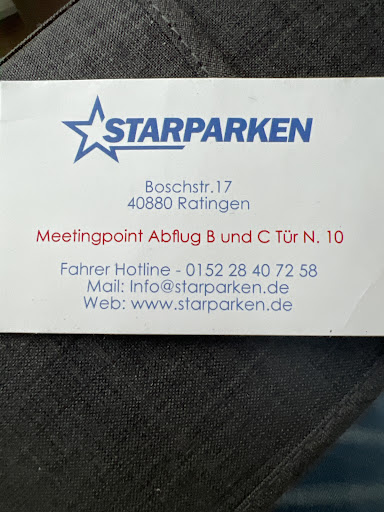 STARPARKEN
Boschstr.17
40880 Ratingen
Meetingpoint Abflug B und C Tür N. 10
Fahrer Hotline - 0152 28 40 72 58
Mail: Info@starparken.de
Web: www.starparken.de